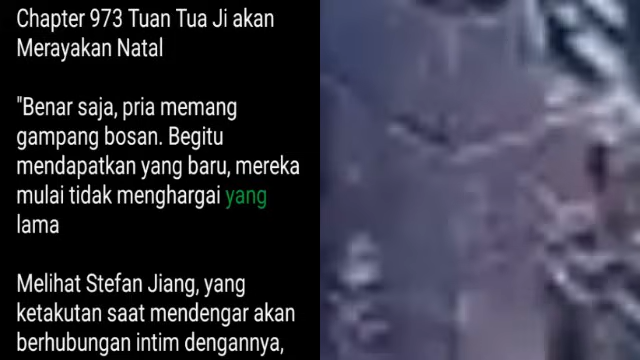 Chapter 973 Tuan Tua Ji akan
Merayakan Natal
"Benar saja, pria memang
gampang bosan. Begitu
mendapatkan yang baru, mereka
mulai tidak menghargai yang
lama
Melihat Stefan Jiang, yang
ketakutan saat mendengar akan
berhubungan intim dengannya,